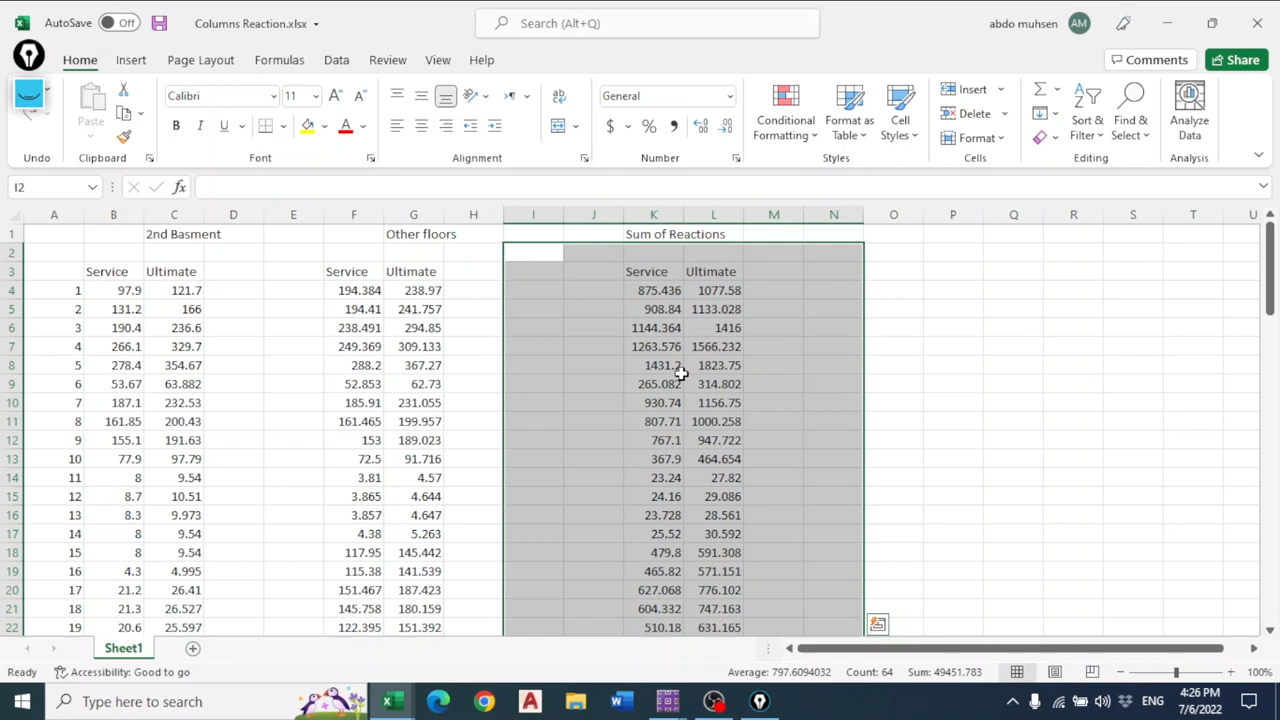 AutoSave Off Columns Reaction.xlsx Search (Alt+Q) abdo muhsen AM
Home Insert Page Layout Formulas Data Review View Help Comments Share
Paste Calibri 11 General Conditional Formatting Format as Table Cell Styles Insert Delete Format Sort & Filter Find & Select Analyze Data
Undo Clipboard Font Alignment Number Styles Cells Editing Analysis
I2 fx
A B C D E F G H I J K L M N O P Q R S T U
1 2nd Basment Other floors Sum of Reactions
2
3 Service Ultimate Service Ultimate Service Ultimate
4 1 97.9 121.7 194.384 238.97 875.436 1077.58
5 2 131.2 166 194.41 241.757 908.84 1133.028
6 3 190.4 236.6 238.491 294.85 1144.364 1416
7 4 266.1 329.7 249.369 309.133 1263.576 1566.232
8 5 278.4 354.67 288.2 367.27 1431.2 1823.75
9 6 53.67 63.882 52.853 62.73 265.082 314.802
10 7 187.1 232.53 185.91 231.055 930.74 1156.75
11 8 161.85 200.43 161.465 199.957 807.71 1000.258
12 9 155.1 191.63 153 189.023 767.1 947.722
13 10 77.9 97.79 72.5 91.716 367.9 464.654
14 11 8 9.54 3.81 4.57 23.24 27.82
15 12 8.7 10.51 3.865 4.644 24.16 29.086
16 13 8.3 9.973 3.857 4.647 23.728 28.561
17 14 8 9.54 4.38 5.263 25.52 30.592
18 15 8 9.54 117.95 145.442 479.8 591.308
19 16 4.3 4.995 115.38 141.539 465.82 571.151
20 17 21.2 26.41 151.467 187.423 627.068 776.102
21 18 21.3 26.527 145.758 180.159 604.332 747.163
22 19 20.6 25.597 122.395 151.392 510.18 631.165
Sheet1
Ready Accessibility: Good to go Average: 797.6094032 Count: 64 Sum: 49451.783 100%
Type here to search ENG 4:26 PM
7/6/2022